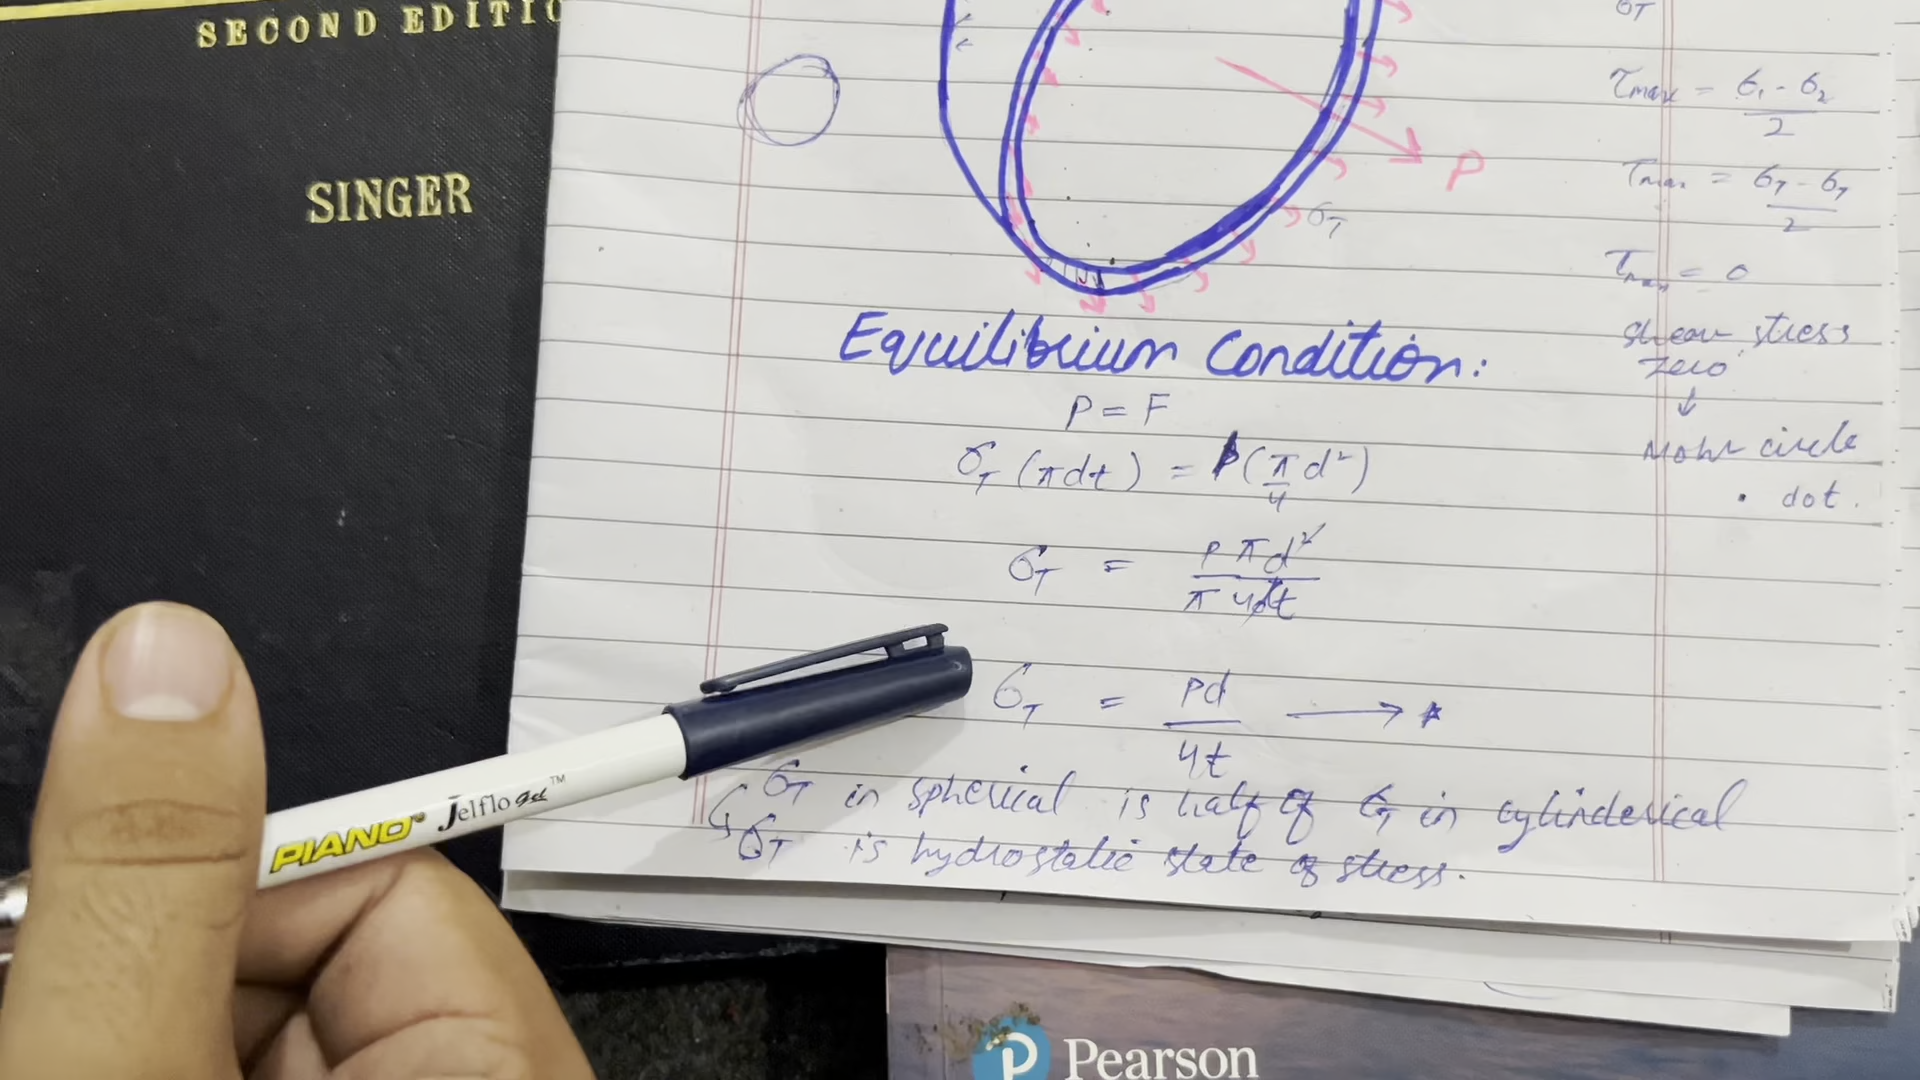 SECOND EDITIO
SINGER
P
σT
Equilibrium Condition:
P = F
σT (πdt) = P(π/4 d²)
σT = Pπd²/π4dt
σT = Pd/4t → *
σT in spherical is half of σT in cylinderical
σT is hydrostatic state of stress.
σT
τmax = σ1 - σ2/2
τmax = σT - σT/2
τmax = 0
shear stress
zero
↓
Mohr circle
. dot.
PIANO Jelflo gel™
Pearson